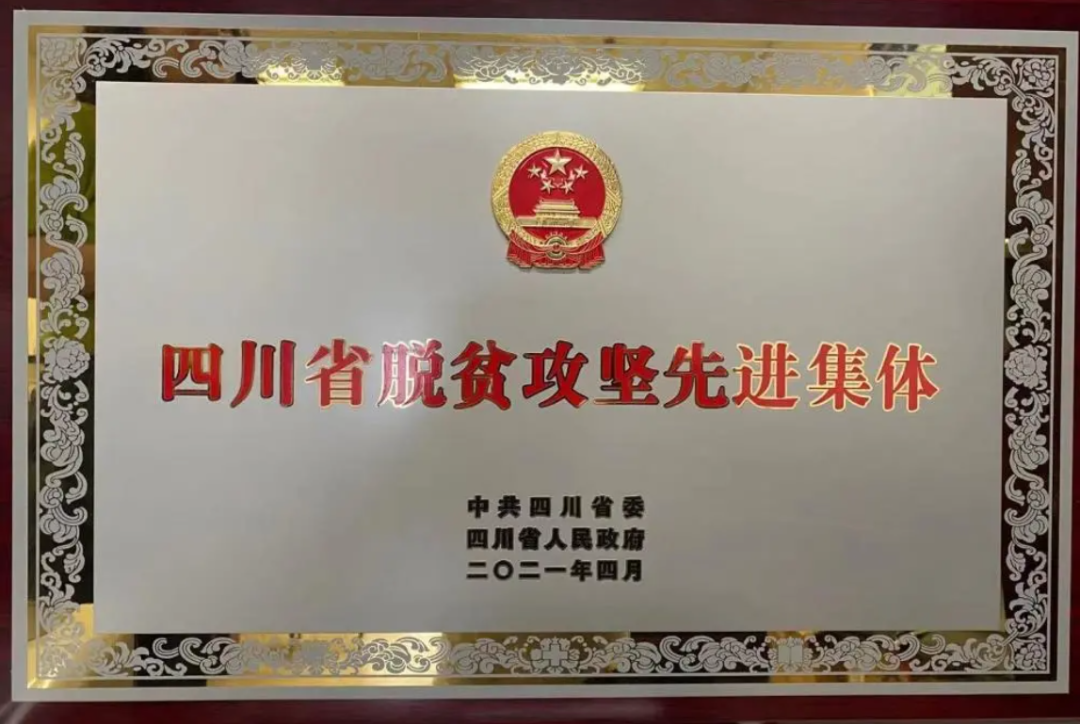 四川省脱贫攻坚先进集体
中共四川省委
四川省人民政府
二〇二一年四月